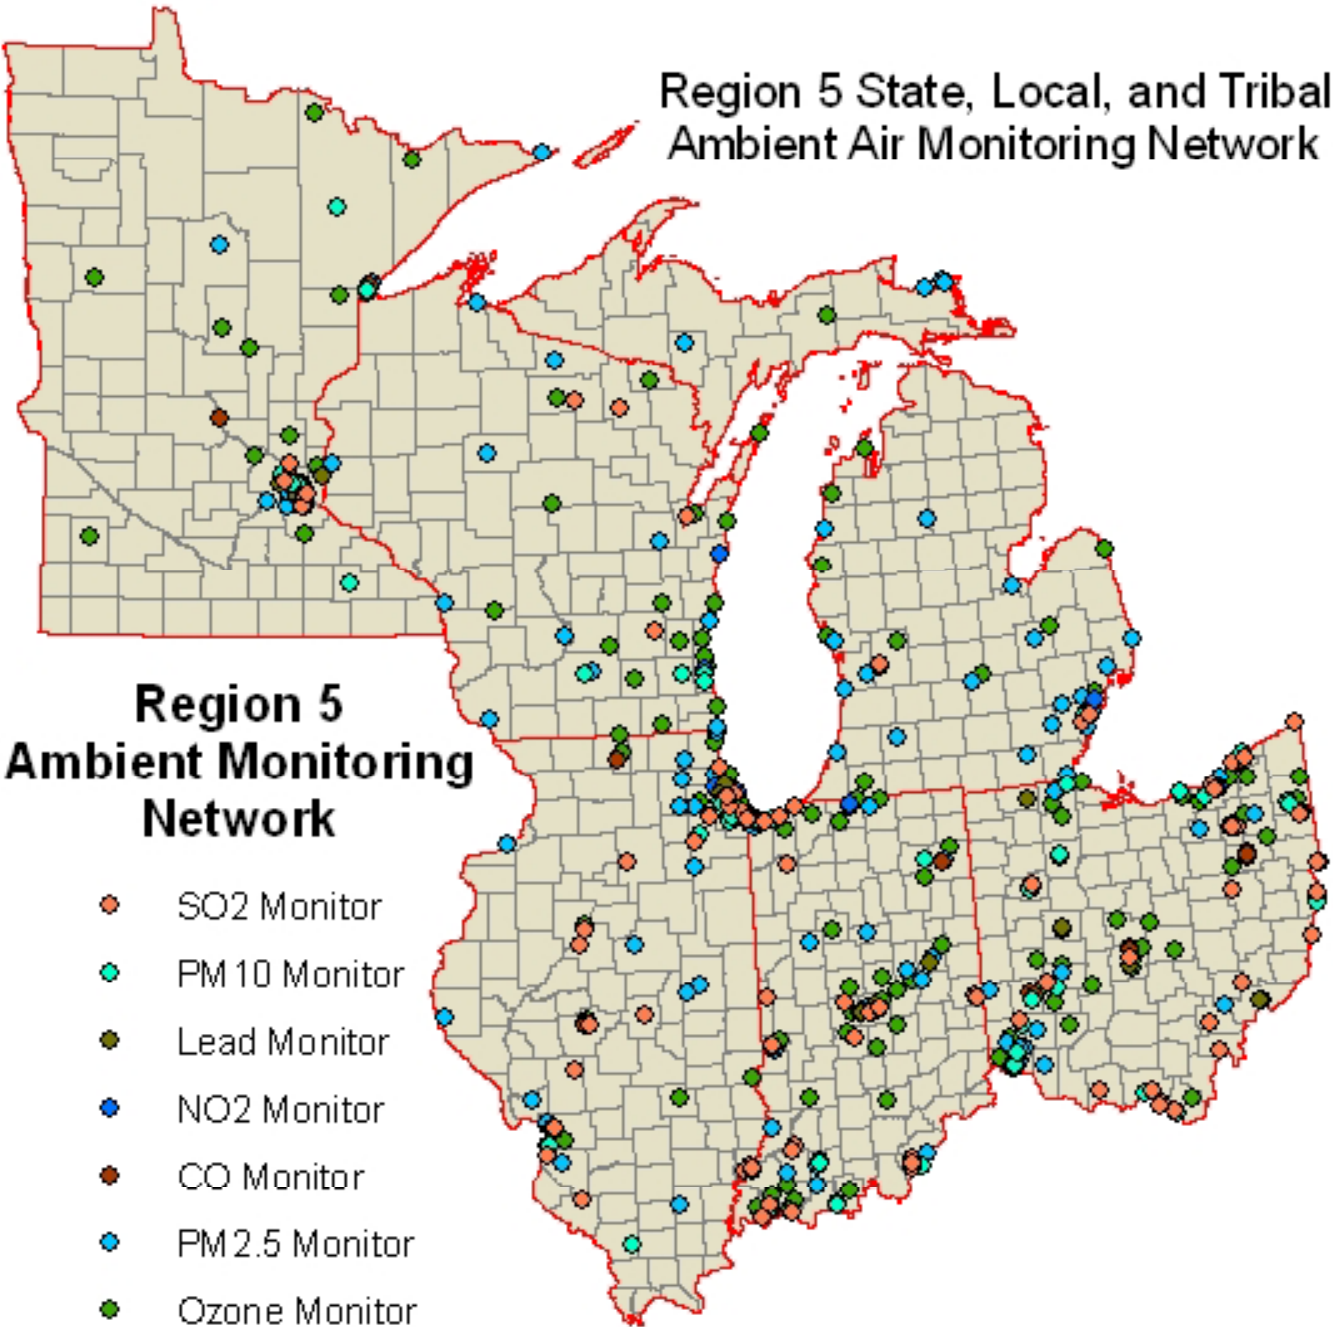 Region 5 State, Local, and Tribal
Ambient Air Monitoring Network
Region 5
Ambient Monitoring
Network
SO2 Monitor
PM10 Monitor
Lead Monitor
NO2 Monitor
CO Monitor
PM2.5 Monitor
Ozone Monitor